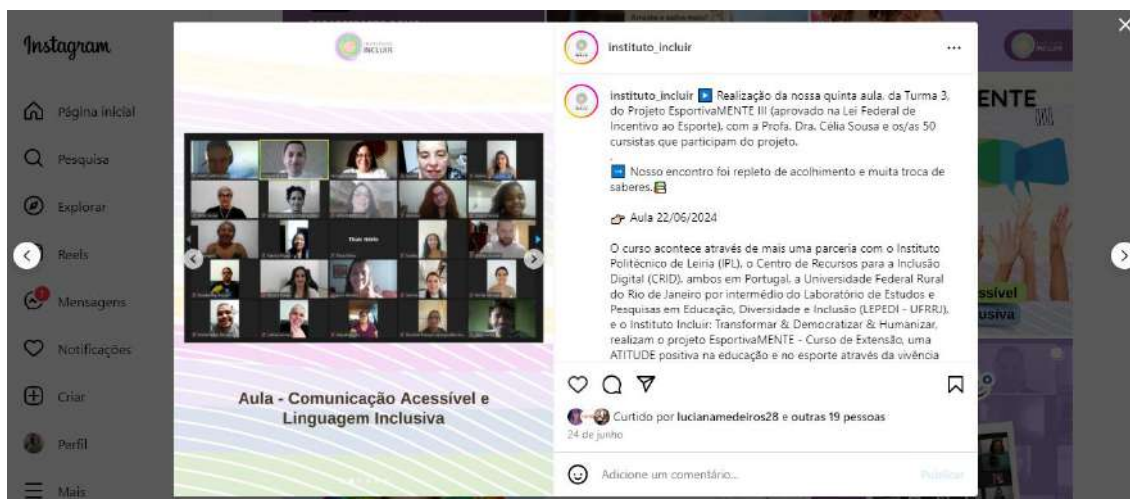 Instagram
Página inicial
Pesquisa
Explorar
Reels
Mensagens
Notificações
Criar
Perfil
Mais
INCLUIR
Aula - Comunicação Acessível e
Linguagem Inclusiva
instituto_incluir
instituto_incluir Realização da nossa quinta aula, da Turma 3,
do Projeto EsportivaMENTE III (aprovado na Lei Federal de
Incentivo ao Esporte), com a Profa. Dra. Célia Sousa e os/as 50
cursistas que participam do projeto.
.
Nosso encontro foi repleto de acolhimento e muita troca de
saberes.
Aula 22/06/2024
O curso acontece através de mais uma parceria com o Instituto
Politécnico de Leiria (IPL), o Centro de Recursos para a Inclusão
Digital (CRID), ambos em Portugal, a Universidade Federal Rural
do Rio de Janeiro por intermédio do Laboratório de Estudos e
Pesquisas em Educação, Diversidade e Inclusão (LEPEDI - UFRRJ),
e o Instituto Incluir: Transformar & Democratizar & Humanizar,
realizam o projeto EsportivaMENTE - Curso de Extensão, uma
ATITUDE positiva na educação e no esporte através da vivência
Curtido por lucianamedeiros28 e outras 19 pessoas
24 de junho
Adicione um comentário...
Publicar
ENTE
ssível
usiva